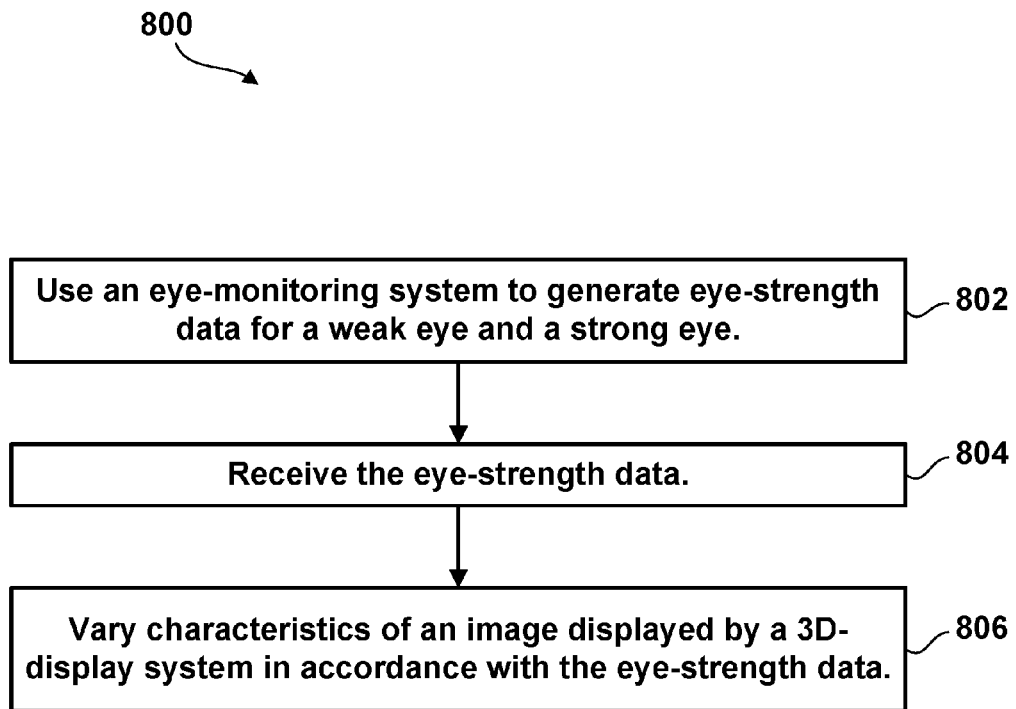 800
Use an eye-monitoring system to generate eye-strength
data for a weak eye and a strong eye.
802
Receive the eye-strength data.
804
Vary characteristics of an image displayed by a 3D-
display system in accordance with the eye-strength data.
806